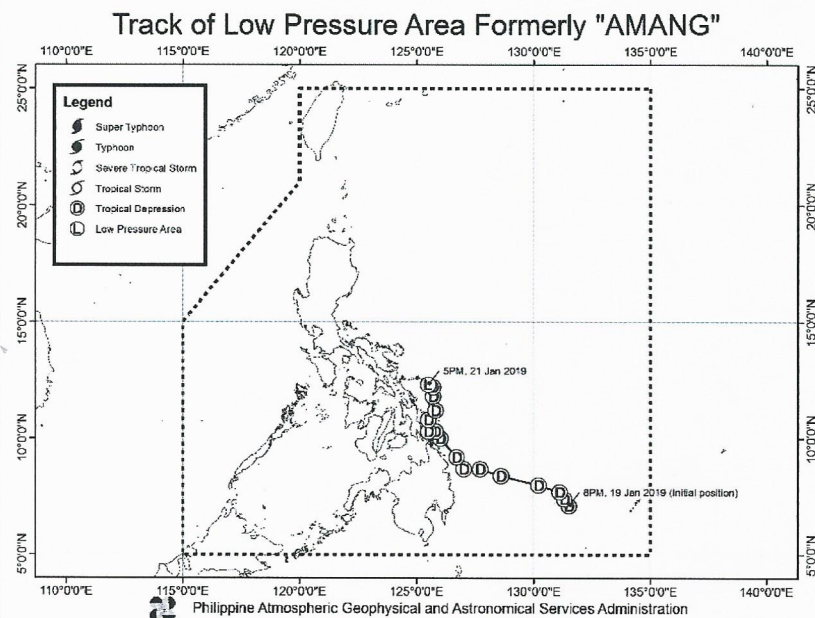 Track of Low Pressure Area Formerly "AMANG"
110°0'0"E 115°0'0"E 120°0'0"E 125°0'0"E 130°0'0"E 135°0'0"E 140°0'0"E
25°0'0"N 25°0'0"N
Legend
Super Typhoon
Typhoon
Severe Tropical Storm
Tropical Storm
D Tropical Depression
L Low Pressure Area
20°0'0"N 20°0'0"N
15°0'0"N 15°0'0"N
L 5PM, 21 Jan 2019
D
D
D
10°0'0"N 10°0'0"N
D D D
D D D D D D
8PM, 19 Jan 2019 (Initial position)
5°0'0"N 5°0'0"N
110°0'0"E 115°0'0"E 120°0'0"E 125°0'0"E 130°0'0"E 135°0'0"E 140°0'0"E
Philippine Atmospheric Geophysical and Astronomical Services Administration